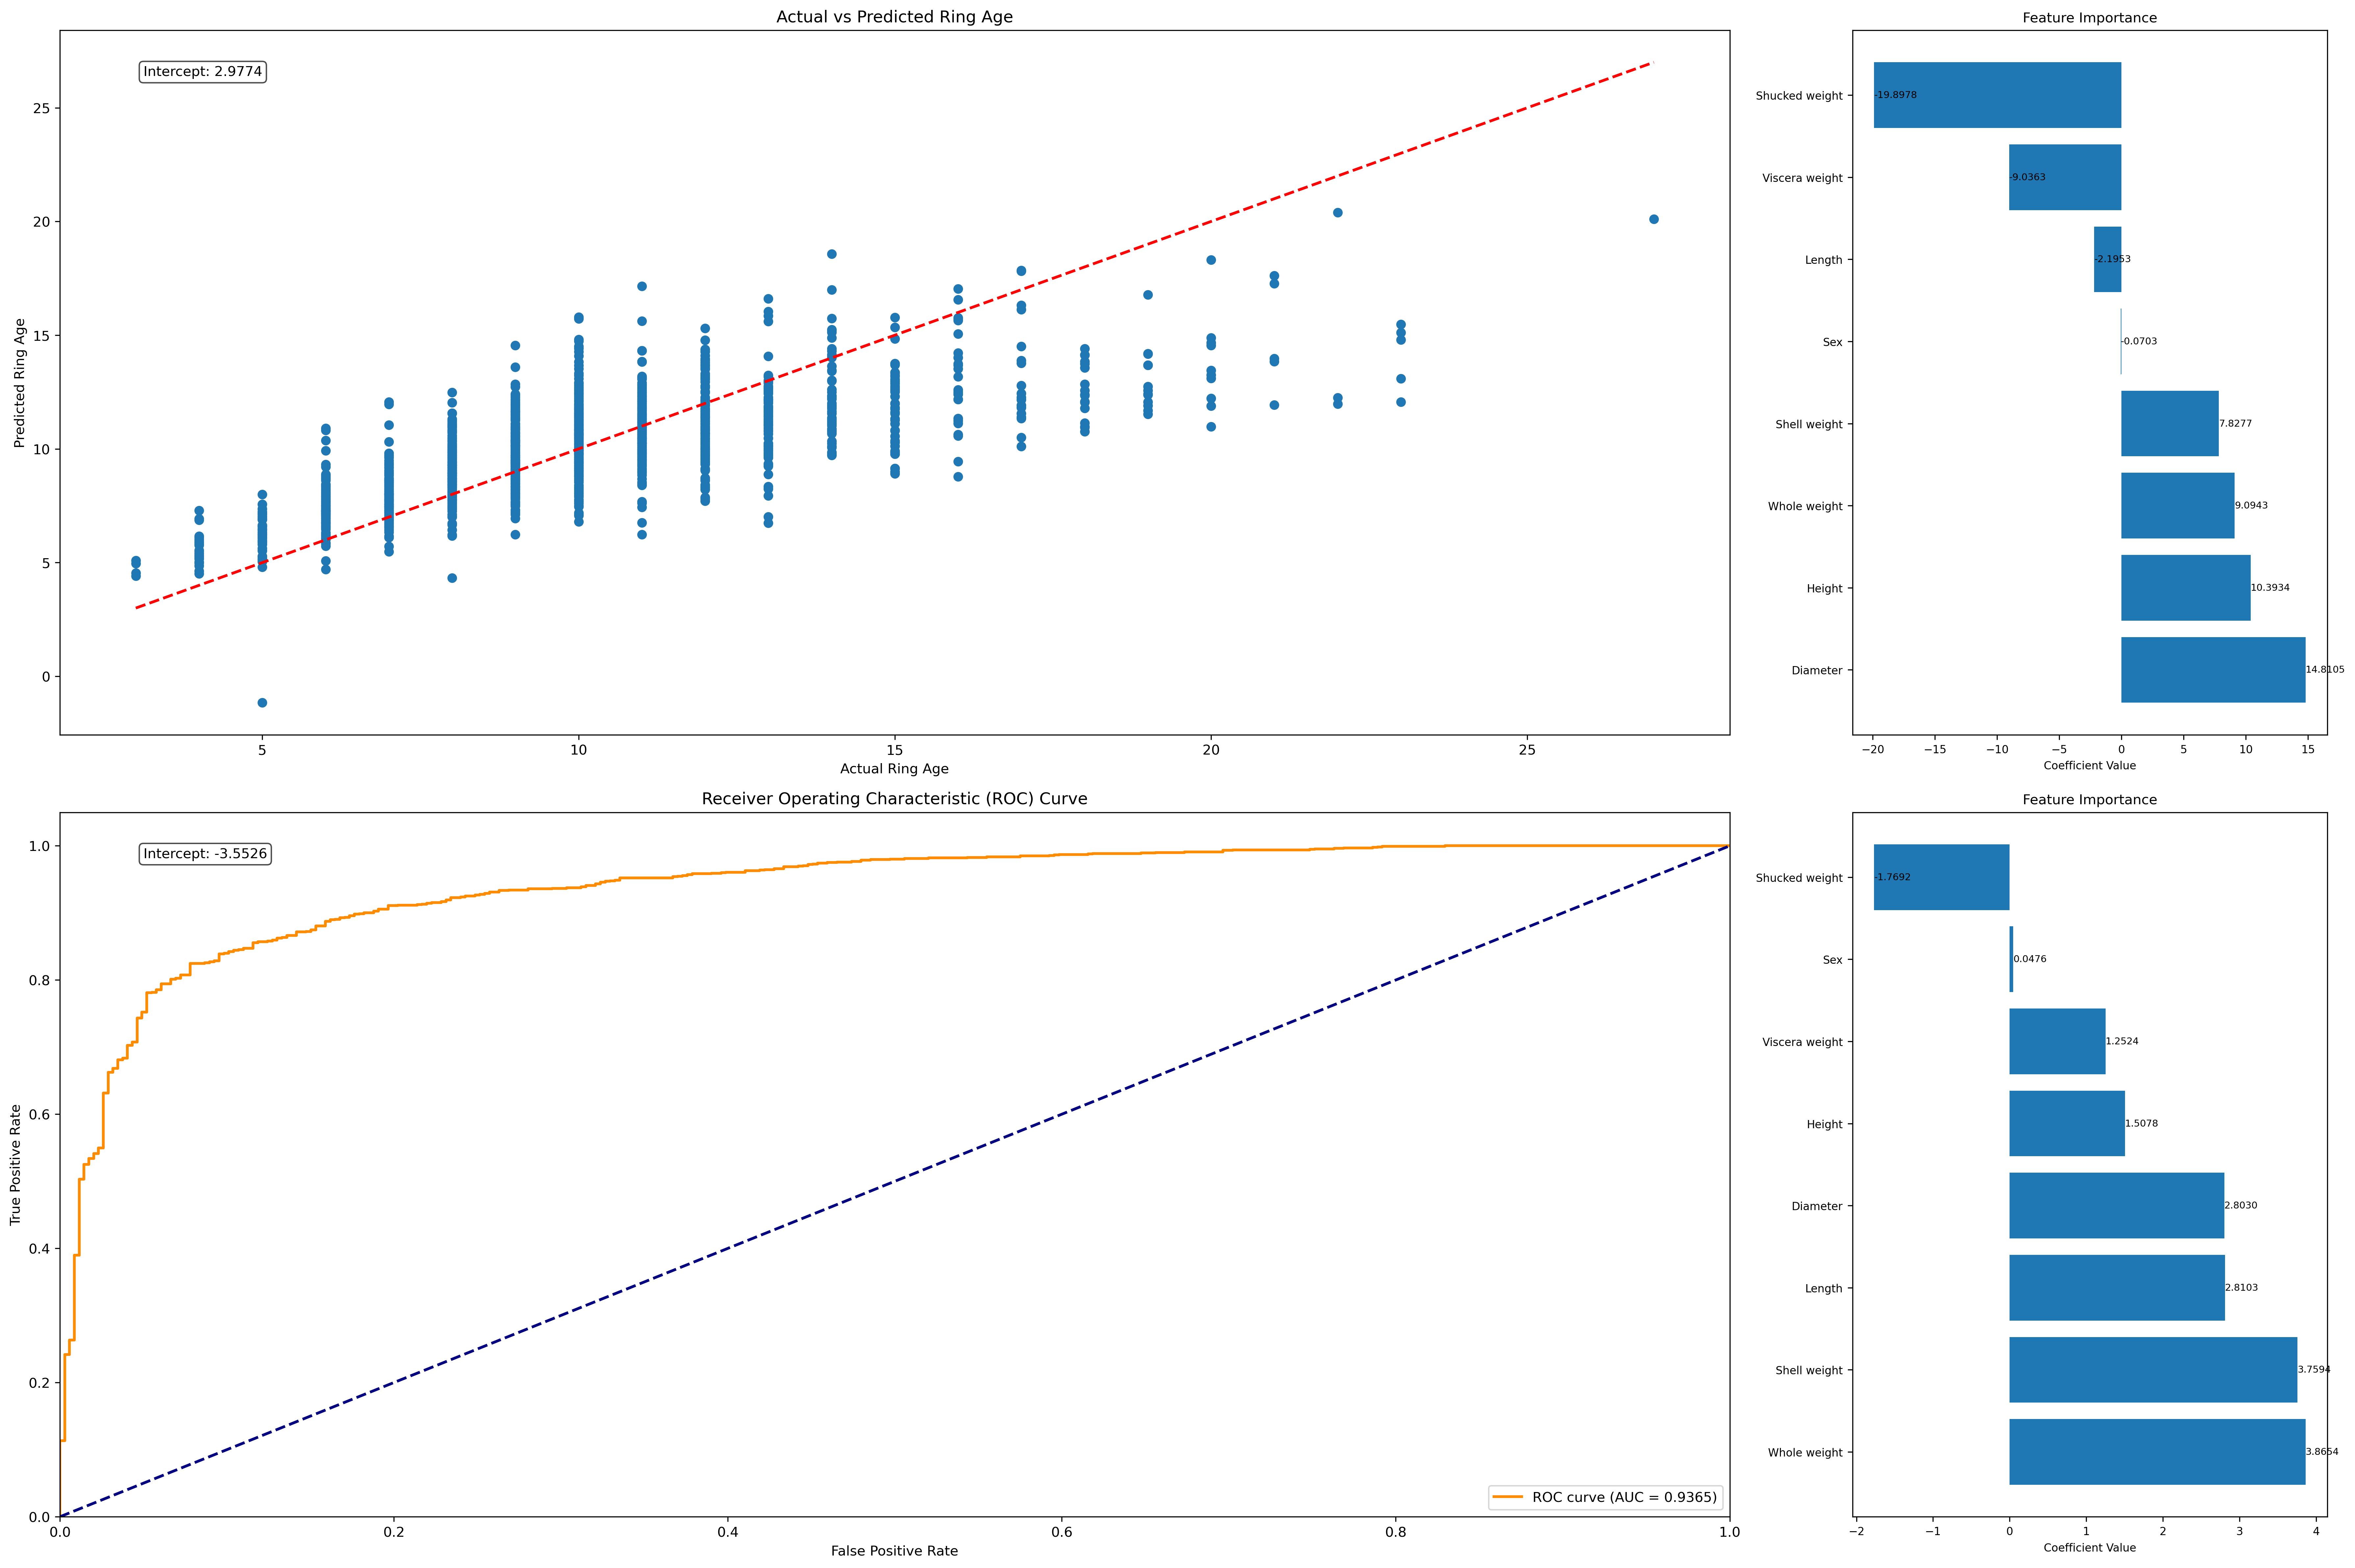 Actual vs Predicted Ring Age
Intercept: 2.9774
Predicted Ring Age
25
20
15
10
5
0
5
10
15
20
25
Actual Ring Age
Feature Importance
Shucked weight
-19.8978
Viscera weight
-9.0363
Length
-2.1953
Sex
-0.0703
Shell weight
7.8277
Whole weight
9.0943
Height
10.3934
Diameter
14.8105
−20
−15
−10
−5
0
5
10
15
Coefficient Value
Receiver Operating Characteristic (ROC) Curve
Intercept: -3.5526
True Positive Rate
1.0
0.8
0.6
0.4
0.2
0.0
0.0
0.2
0.4
0.6
0.8
1.0
False Positive Rate
ROC curve (AUC = 0.9365)
Feature Importance
Shucked weight
-1.7692
Sex
0.0476
Viscera weight
1.2524
Height
1.5078
Diameter
2.8030
Length
2.8103
Shell weight
3.7594
Whole weight
3.8654
−2
−1
0
1
2
3
4
Coefficient Value